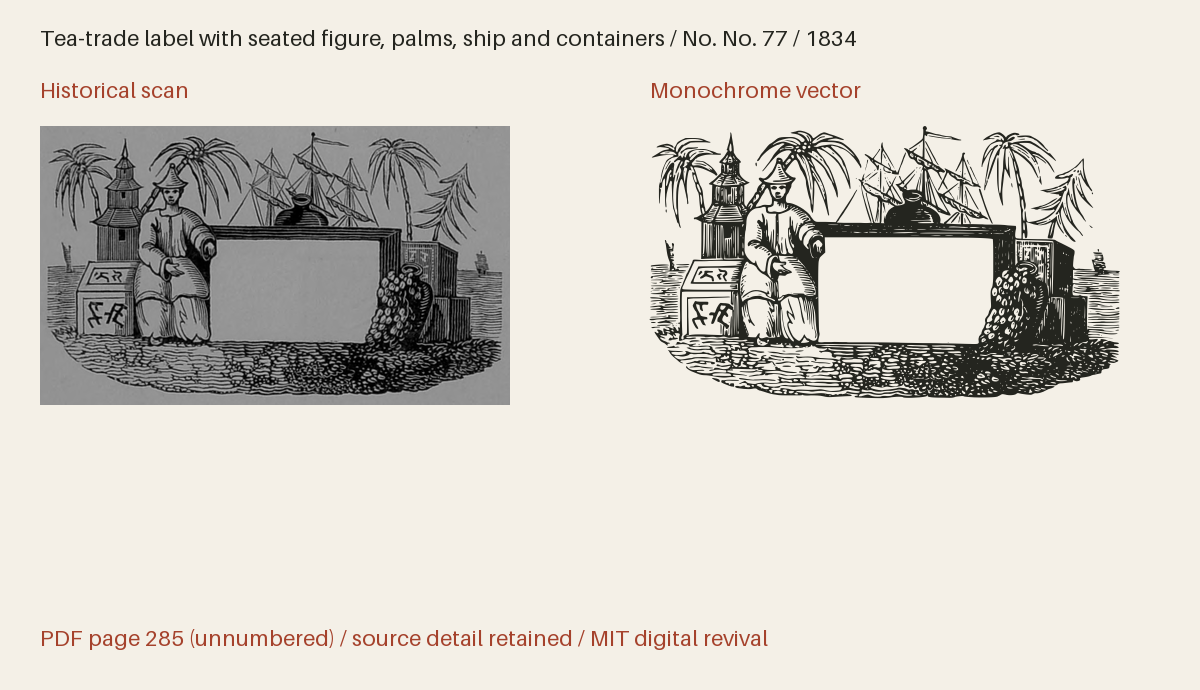 Tea-trade label with seated figure, palms, ship and containers / No. No. 77 / 1834
Historical scan
Monochrome vector
PDF page 285 (unnumbered) / source detail retained / MIT digital revival